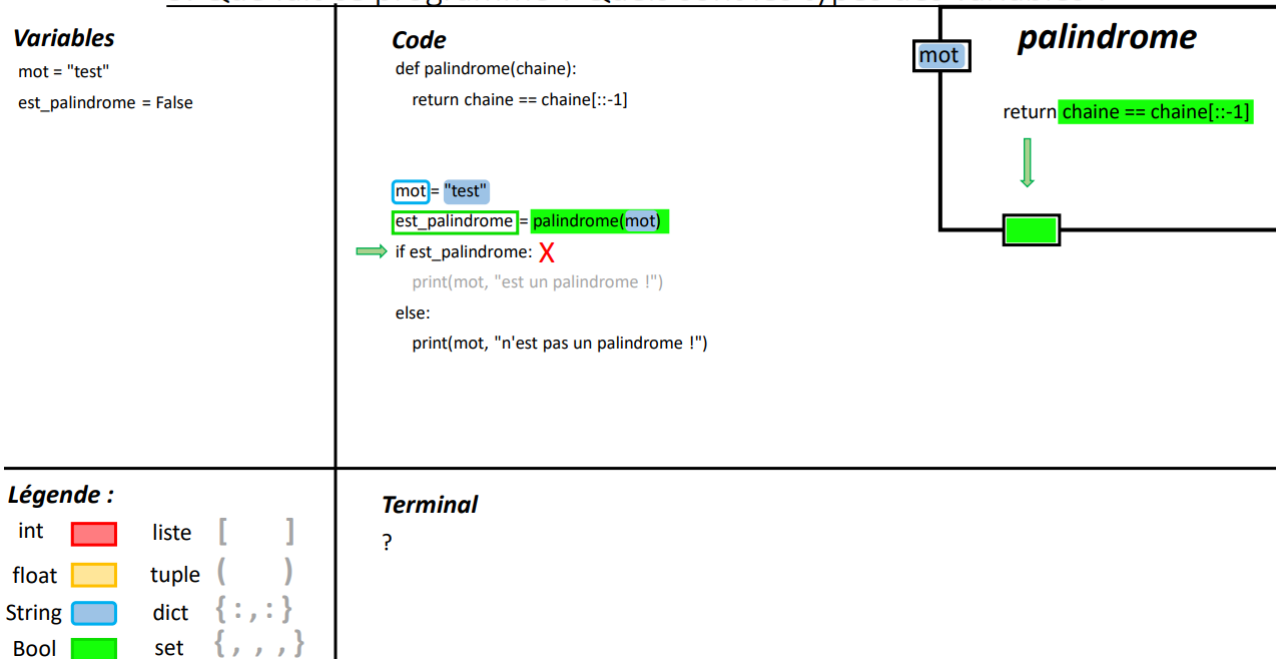 Variables
mot = "test"
est_palindrome = False
Code
def palindrome(chaine):
return chaine == chaine[::-1]
mot = "test"
est_palindrome = palindrome(mot)
if est_palindrome: X
print(mot, "est un palindrome !")
else:
print(mot, "n'est pas un palindrome !")
mot
palindrome
return chaine == chaine[::-1]
Légende :
int
liste [ ]
float
tuple ( )
String
dict {:,:}
Bool
set {, , ,}
Terminal
?